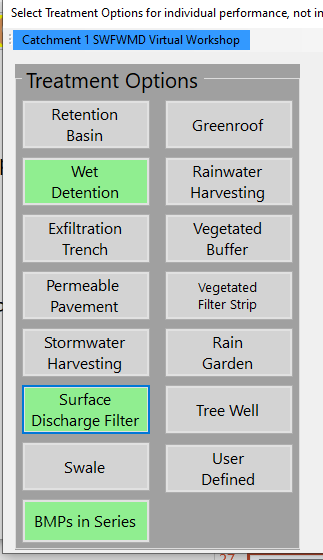 Select Treatment Options for individual performance, not in
Catchment 1 SWFWMD Virtual Workshop
Treatment Options
Retention
Basin
Greenroof
Wet
Detention
Rainwater
Harvesting
Exfiltration
Trench
Vegetated
Buffer
Permeable
Pavement
Vegetated
Filter Strip
Stormwater
Harvesting
Rain
Garden
Surface
Discharge Filter
Tree Well
Swale
User
Defined
BMPs in Series
27